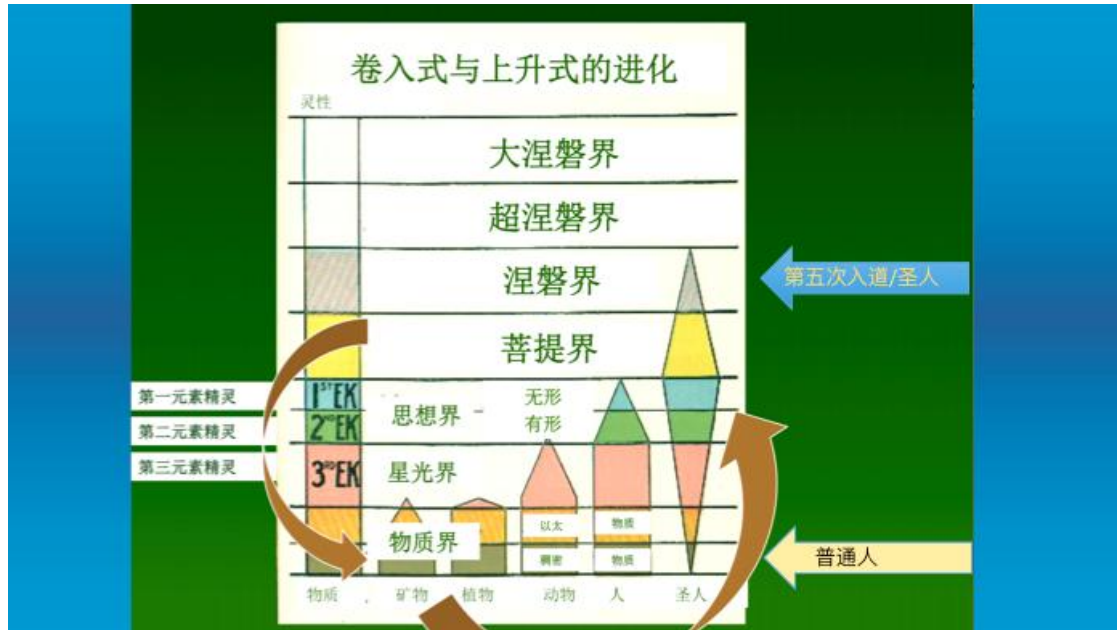 卷入式与上升式的进化
灵性
大涅磐界
超涅磐界
涅磐界
第五次入道/圣人
菩提界
第一元素精灵
1ST EK
无形
思想界
第二元素精灵
2ND EK
有形
第三元素精灵
3RD EK
星光界
以太
物质
物质界
稠密
物质
普通人
物质
矿物
植物
动物
人
圣人